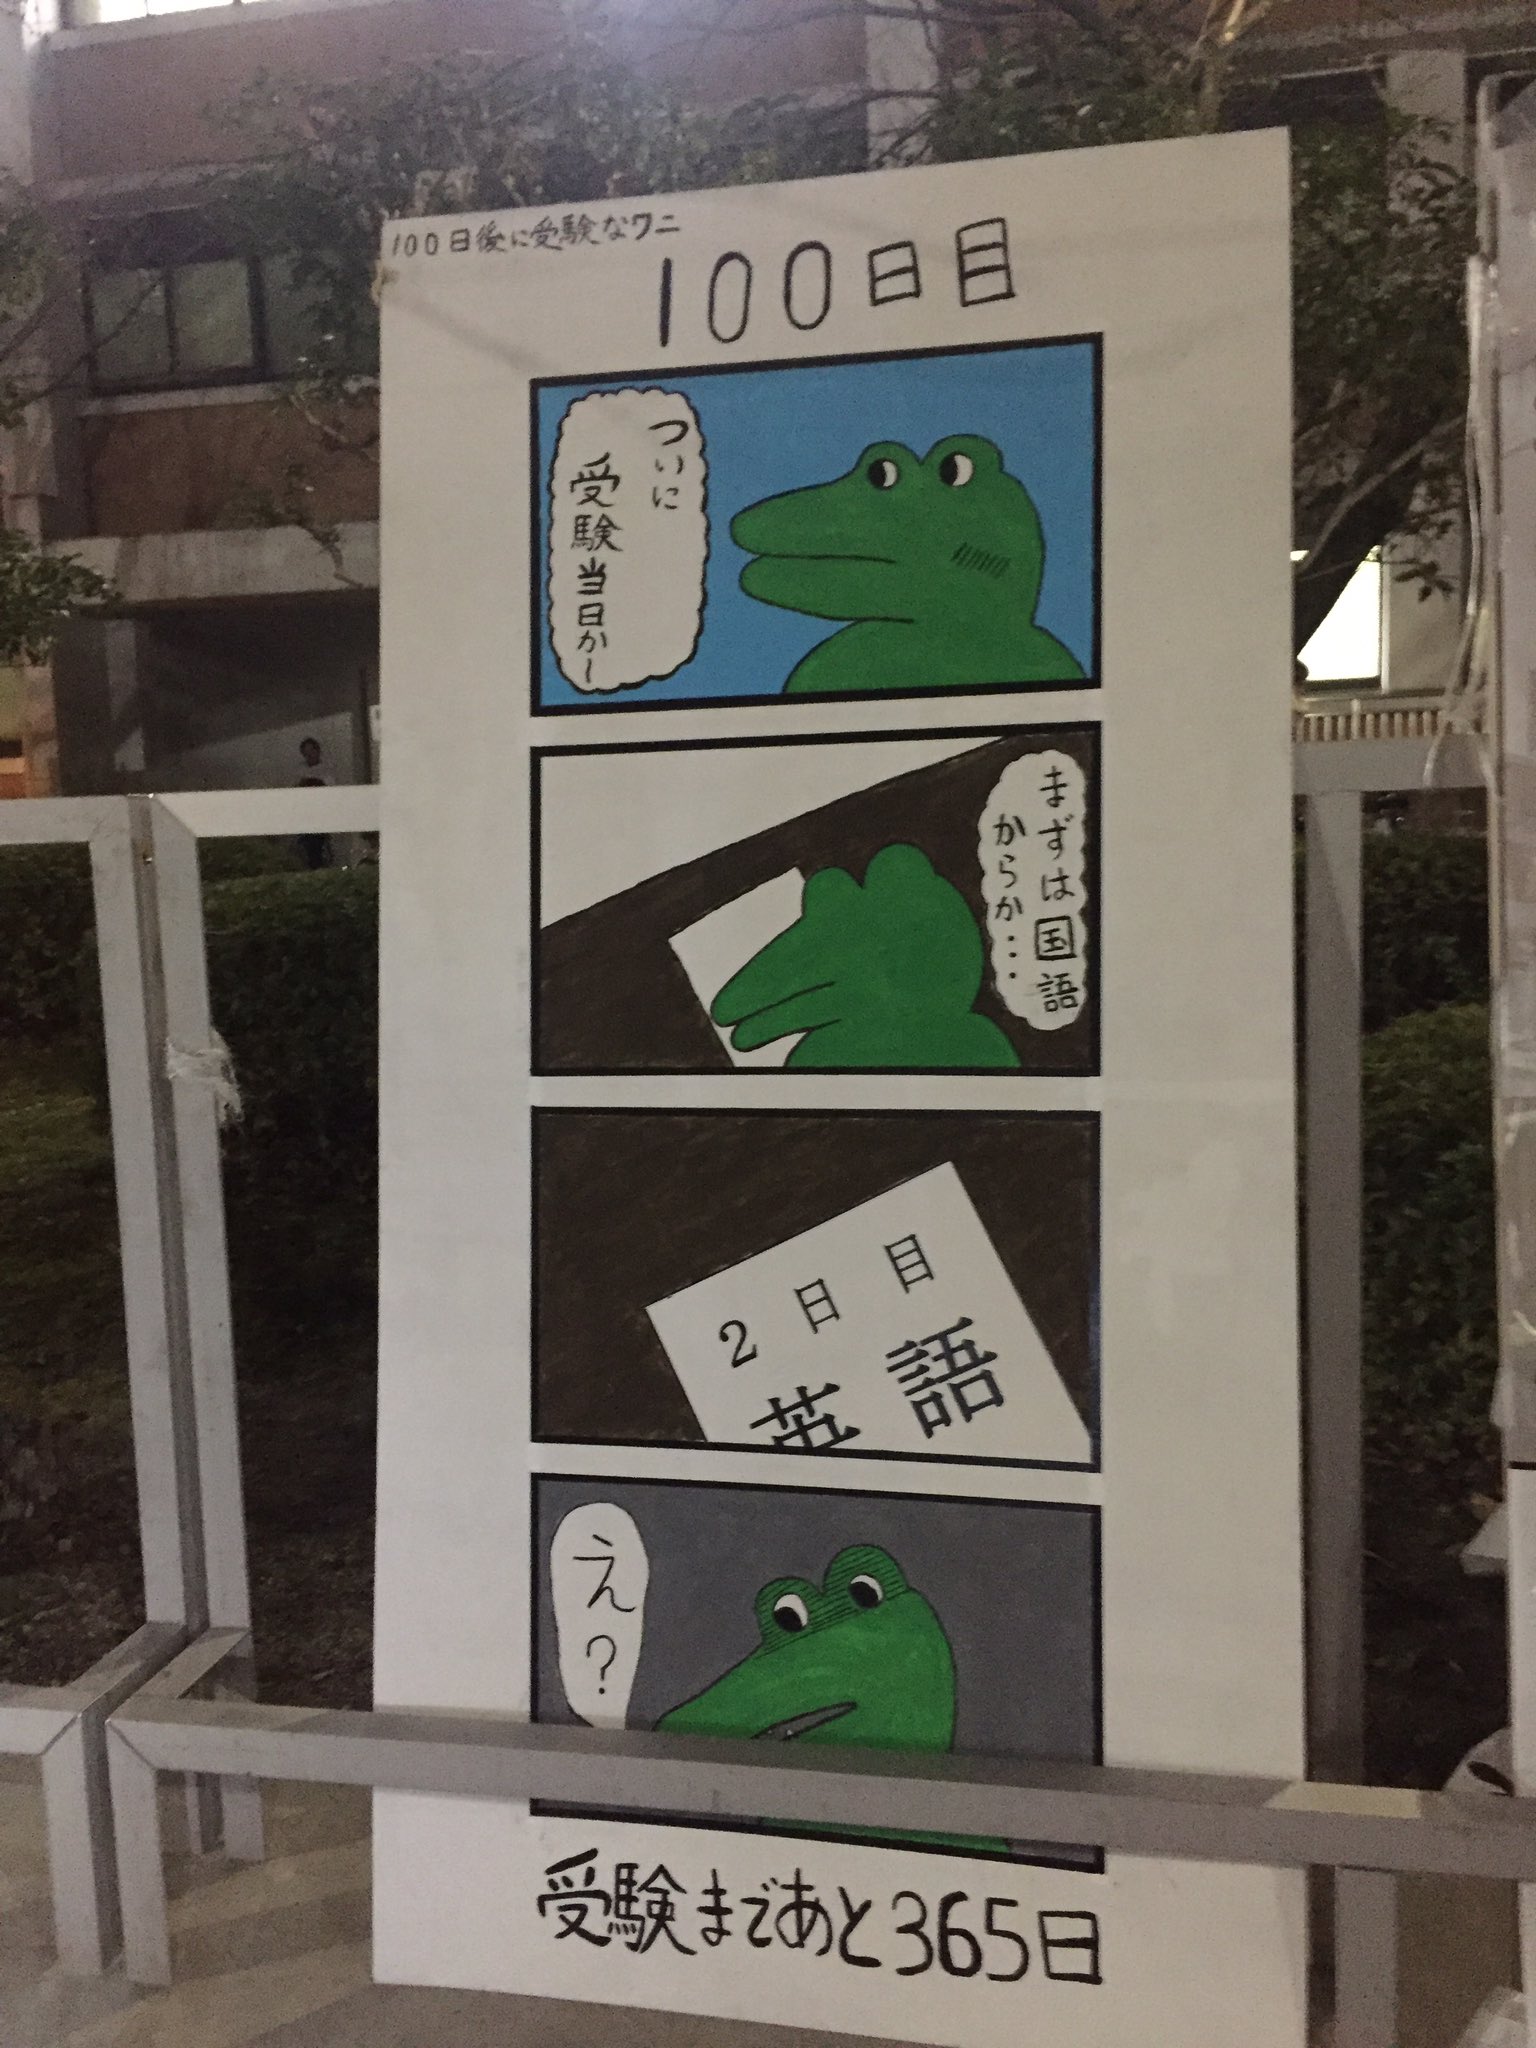 100日後に受験なワニ
100日目
ついに
受験当日か〜
まずは国語
からか・・・
2日目
英語
え?
受験まであと365日